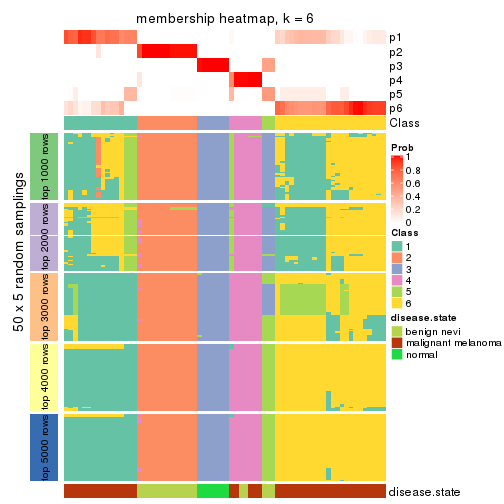 membership heatmap, k = 6
p1
p2
p3
p4
p5
p6
Class
50 x 5 random samplings
top 1000 rows
top 2000 rows
top 3000 rows
top 4000 rows
top 5000 rows
disease.state
Prob
1
0.8
0.6
0.4
0.2
0
Class
1
2
3
4
5
6
disease.state
benign nevi
malignant melanoma
normal